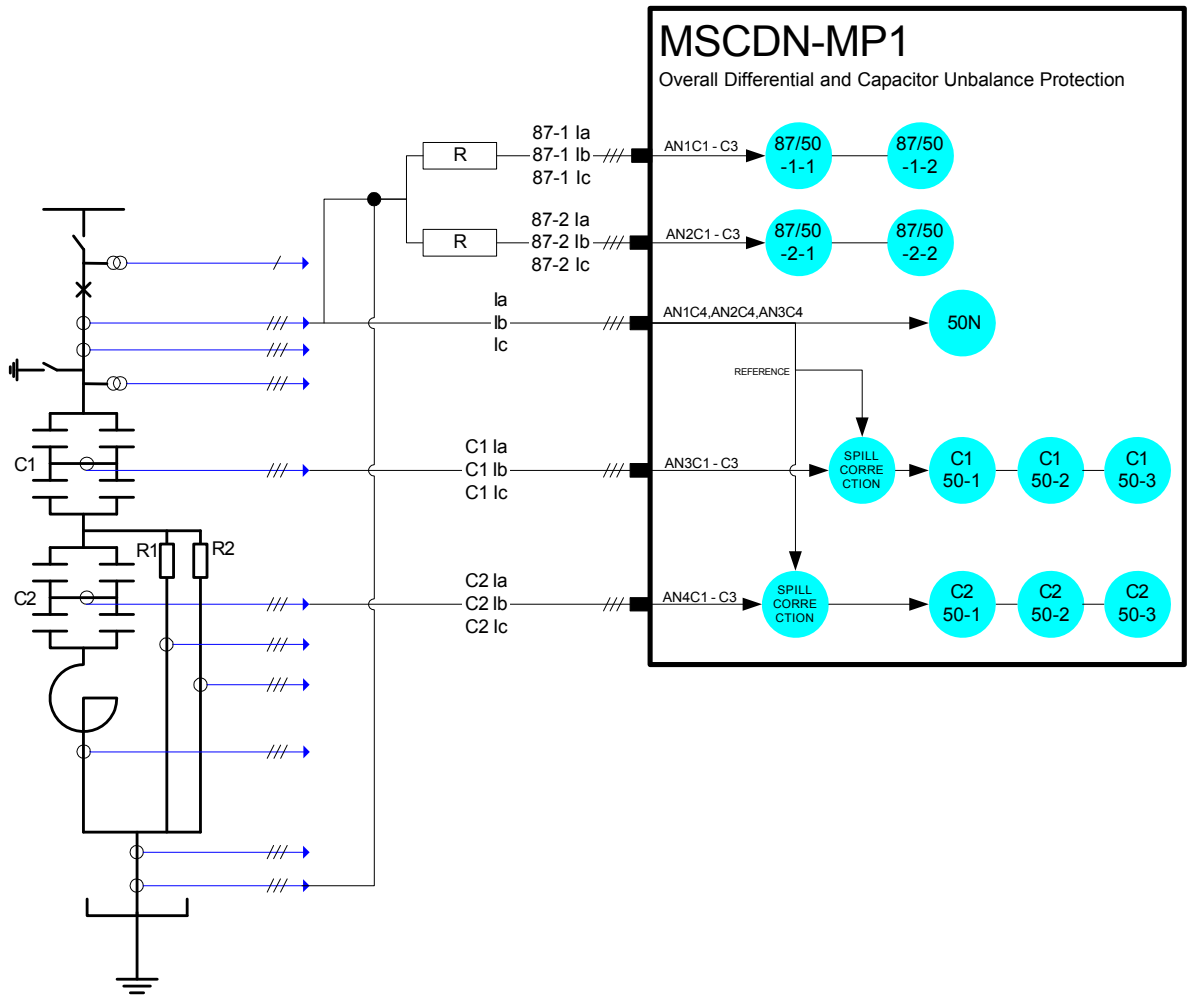 MSCDN-MP1
Overall Differential and Capacitor Unbalance Protection
87-1 Ia
87-1 Ib
87-1 Ic
R
AN1C1 - C3
87/50
-1-1
87/50
-1-2
87-2 Ia
87-2 Ib
87-2 Ic
R
AN2C1 - C3
87/50
-2-1
87/50
-2-2
Ia
Ib
Ic
AN1C4,AN2C4,AN3C4
50N
REFERENCE
C1
C1 Ia
C1 Ib
C1 Ic
AN3C1 - C3
SPILL
CORRE
CTION
C1
50-1
C1
50-2
C1
50-3
R1
R2
C2
C2 Ia
C2 Ib
C2 Ic
AN4C1 - C3
SPILL
CORRE
CTION
C2
50-1
C2
50-2
C2
50-3